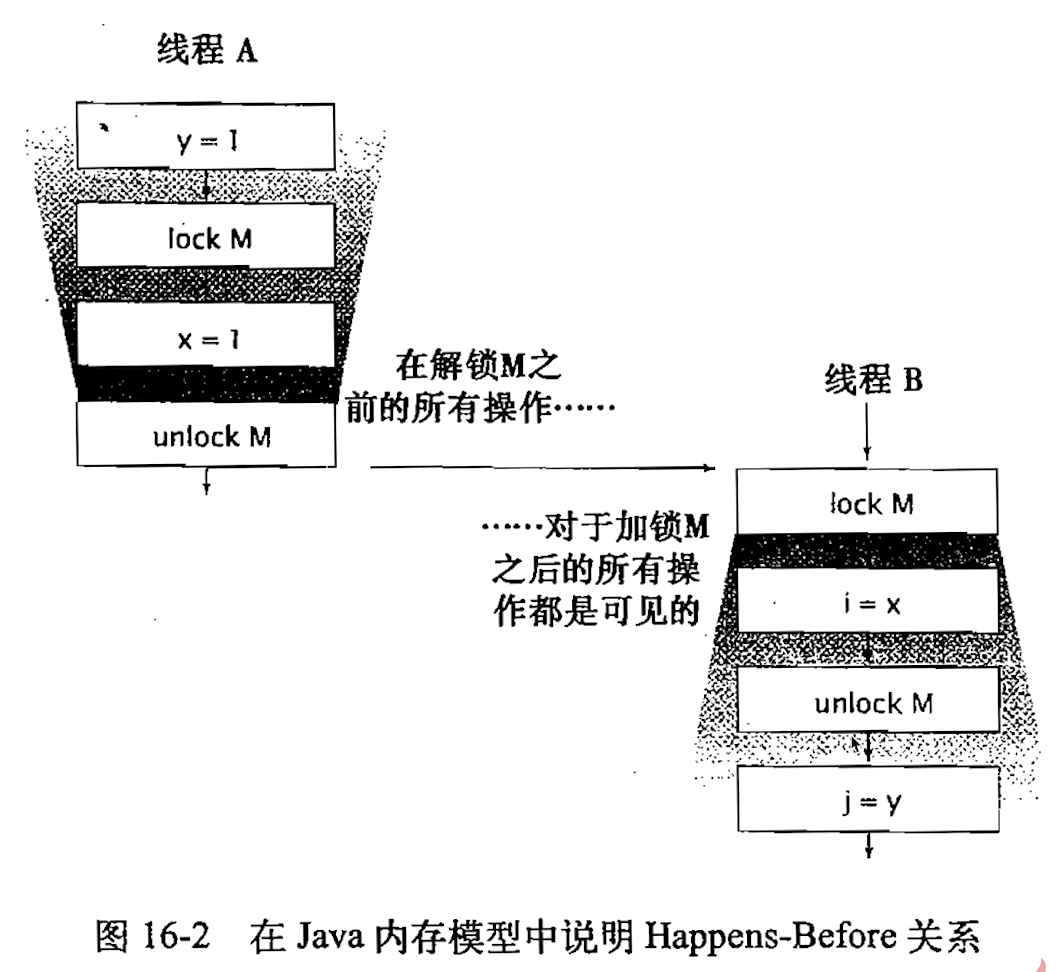 线程 A
y = 1
lock M
x = 1
unlock M
在解锁M之
前的所有操作……
……对于加锁M
之后的所有操
作都是可见的
线程 B
lock M
i = x
unlock M
j = y
图 16-2 在 Java 内存模型中说明 Happens-Before 关系